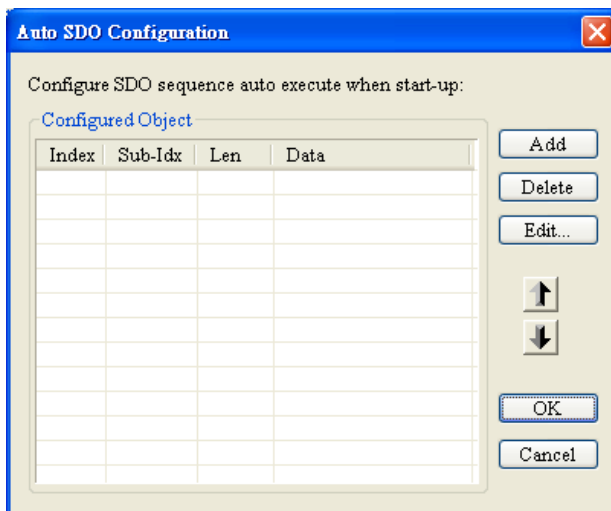 Auto SDO Configuration
Configure SDO sequence auto execute when start-up:
Configured Object
Index Sub-Idx Len Data
Add
Delete
Edit...
OK
Cancel